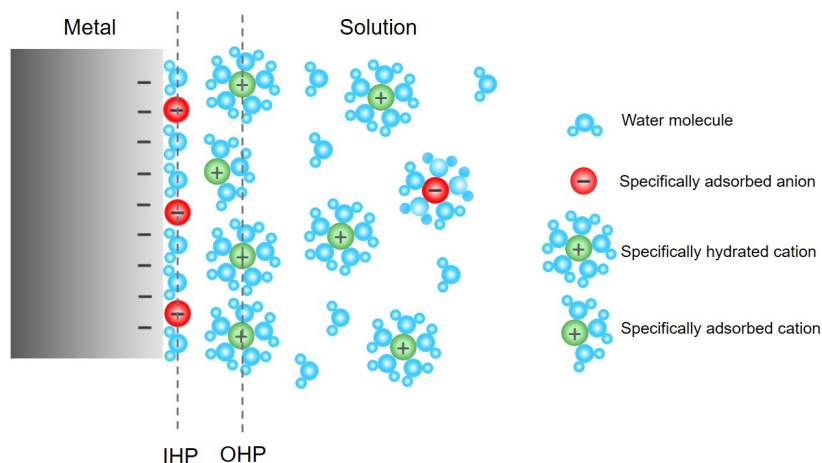 Metal
Solution
Water molecule
Specifically adsorbed anion
Specifically hydrated cation
Specifically adsorbed cation
IHP
OHP